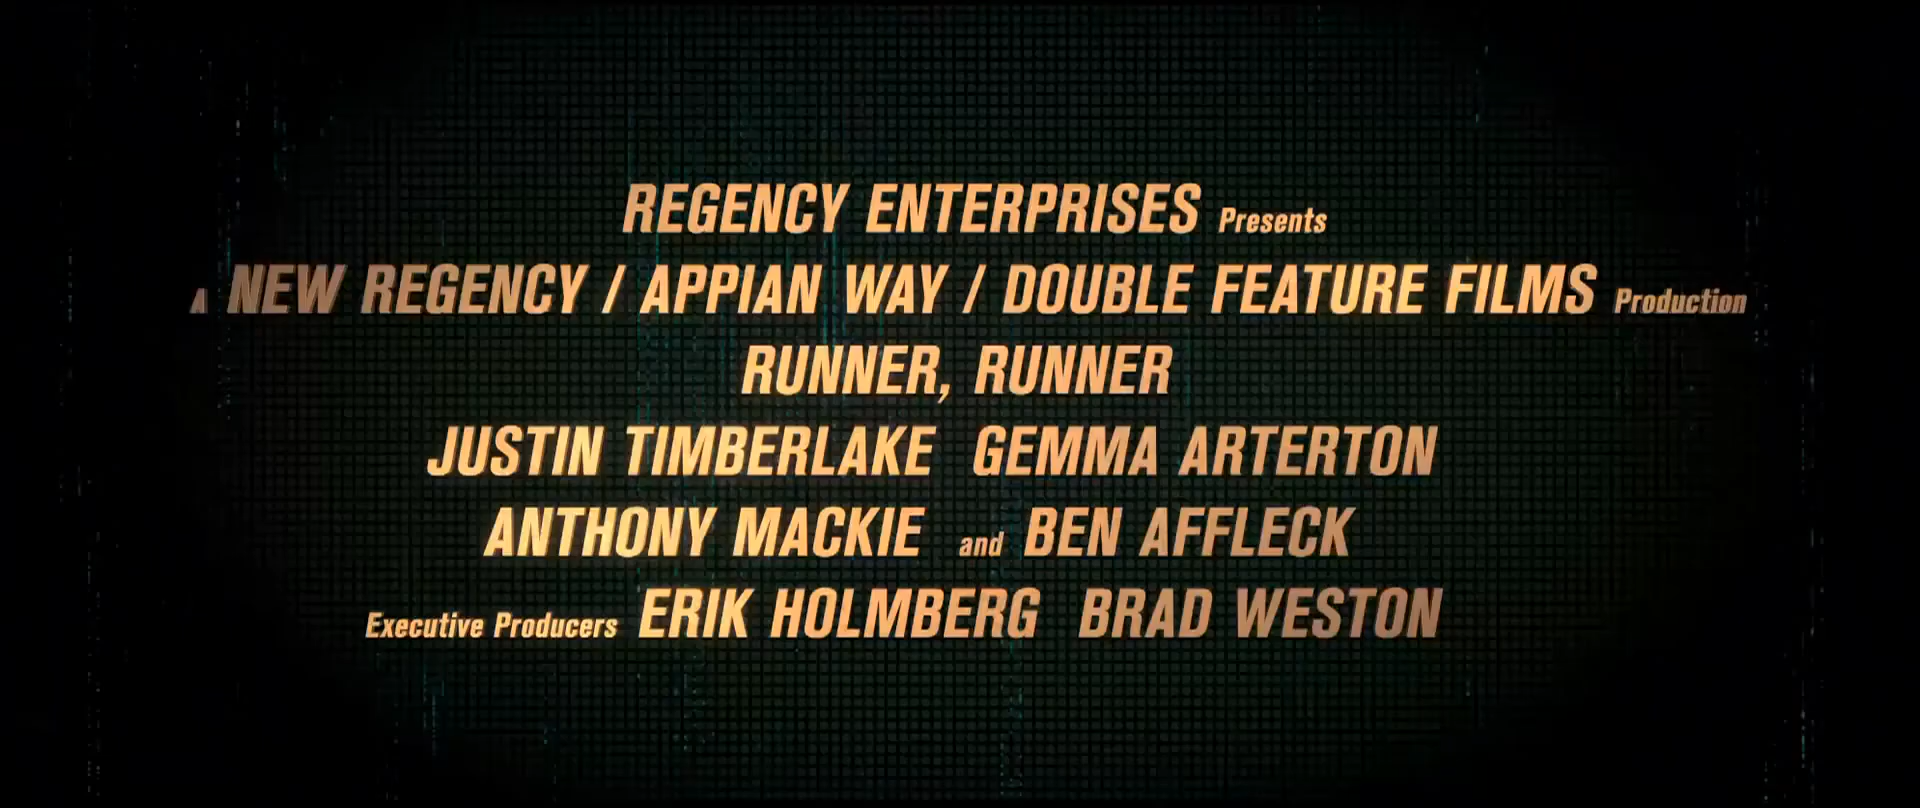 REGENCY ENTERPRISES Presents
A NEW REGENCY / APPIAN WAY / DOUBLE FEATURE FILMS Production
RUNNER, RUNNER
JUSTIN TIMBERLAKE GEMMA ARTERTON
ANTHONY MACKIE and BEN AFFLECK
Executive Producers ERIK HOLMBERG BRAD WESTON